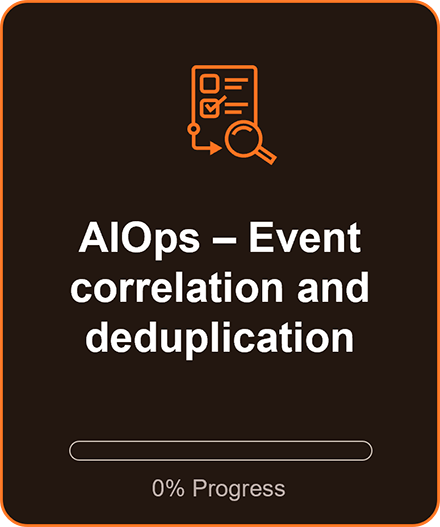 AIOps – Event
correlation and
deduplication
0% Progress